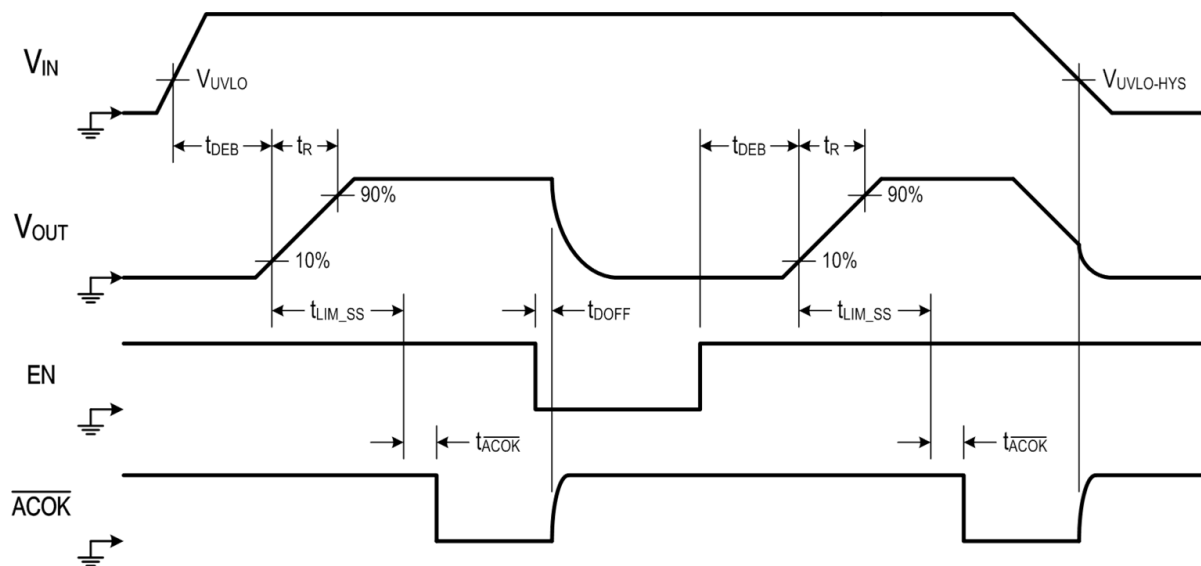 VIN
VUVLO
VUVLO-HYS
tDEB
tR
tDEB
tR
90%
90%
VOUT
10%
10%
tLIM_SS
tDOFF
tLIM_SS
EN
tACOK
tACOK
ACOK